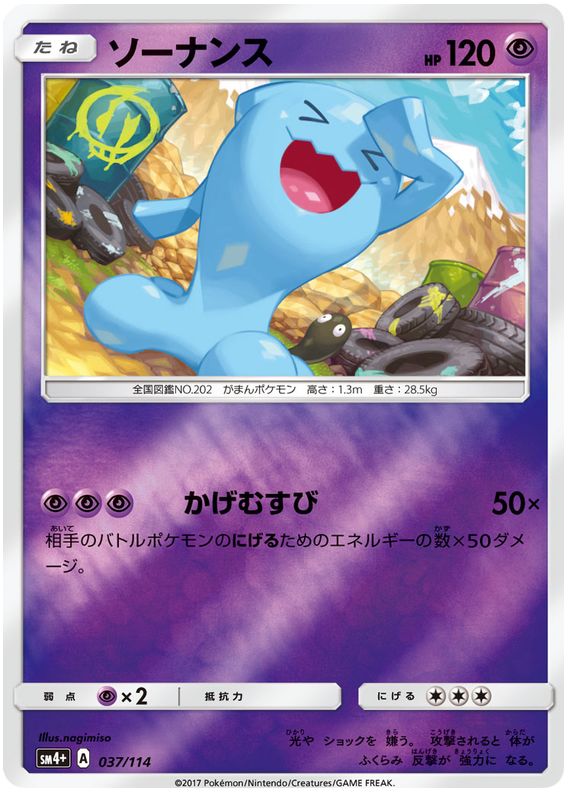 たね ソーナンス HP 120
全国図鑑NO.202 がまんポケモン 高さ：1.3m 重さ：28.5kg
かげむすび 50×
相手のバトルポケモンのにげるためのエネルギーの数×50ダメ
ージ。
弱点 ×2 抵抗力 にげる
Illus.nagimiso
光や ショックを 嫌う。攻撃されると 体が
ふくらみ 反撃が 強力に なる。
SM4+ A 037/114
©2017 Pokémon/Nintendo/Creatures/GAME FREAK.